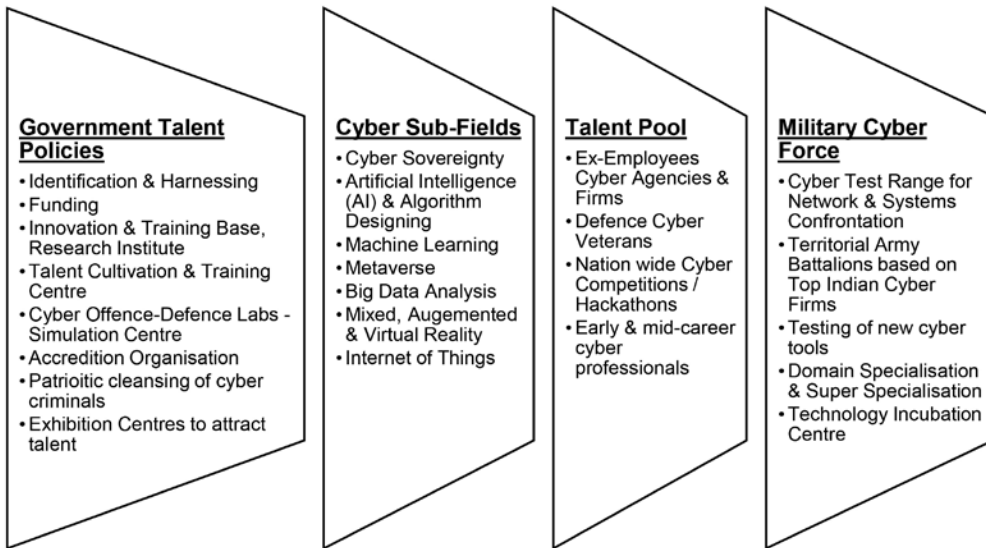 Government Talent
Policies
• Identification & Harnessing
• Funding
• Innovation & Training Base,
Research Institute
• Talent Cultivation & Training
Centre
• Cyber Offence-Defence Labs -
Simulation Centre
• Accredition Organisation
• Patrioitic cleansing of cyber
criminals
• Exhibition Centres to attract
talent
Cyber Sub-Fields
• Cyber Sovereignty
• Artificial Intelligence
(AI) & Algorithm
Designing
• Machine Learning
• Metaverse
• Big Data Analysis
• Mixed, Augemented
& Virtual Reality
• Internet of Things
Talent Pool
• Ex-Employees
Cyber Agencies &
Firms
• Defence Cyber
Veterans
• Nation wide Cyber
Competitions /
Hackathons
• Early & mid-career
cyber
professionals
Military Cyber
Force
• Cyber Test Range for
Network & Systems
Confrontation
• Territorial Army
Battalions based on
Top Indian Cyber
Firms
• Testing of new cyber
tools
• Domain Specialisation
& Super Specialisation
• Technology Incubation
Centre